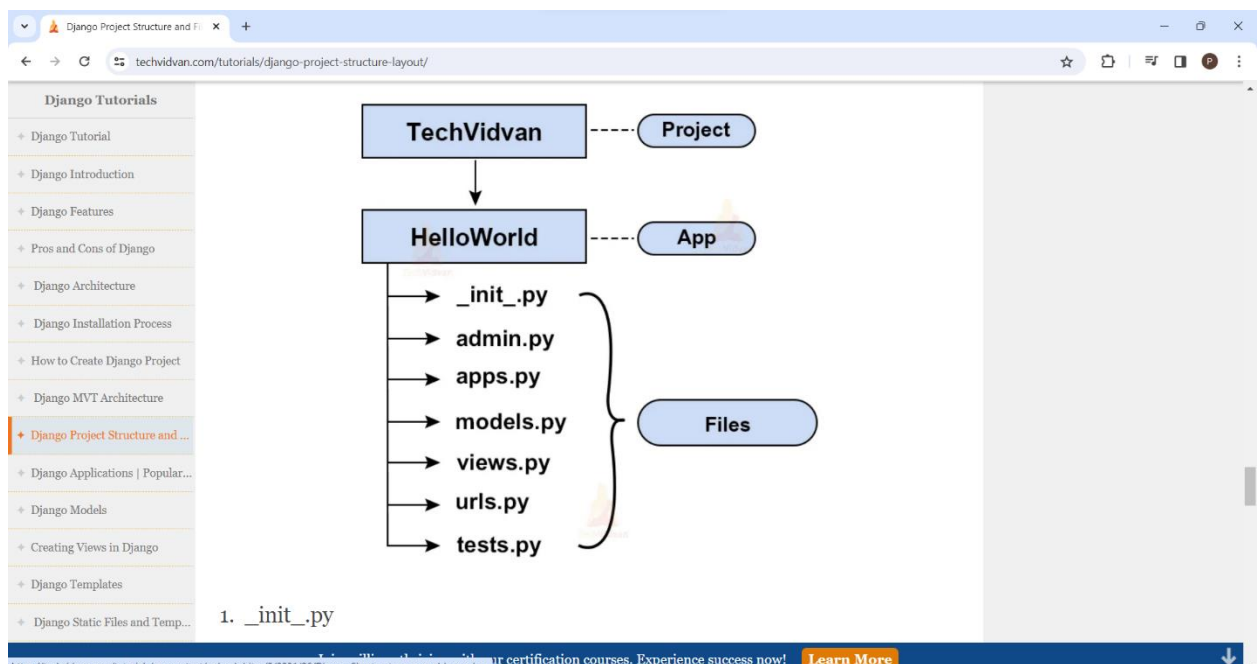 Django Project Structure and Fi
techvidvan.com/tutorials/django-project-structure-layout/
P
Django Tutorials
Django Tutorial
Django Introduction
Django Features
Pros and Cons of Django
Django Architecture
Django Installation Process
How to Create Django Project
Django MVT Architecture
Django Project Structure and ...
Django Applications | Popular...
Django Models
Creating Views in Django
Django Templates
Django Static Files and Temp...
TechVidvan
Project
HelloWorld
App
_init_.py
admin.py
apps.py
models.py
views.py
urls.py
tests.py
Files
1. _init_.py
certification courses. Experience success now!
Learn More